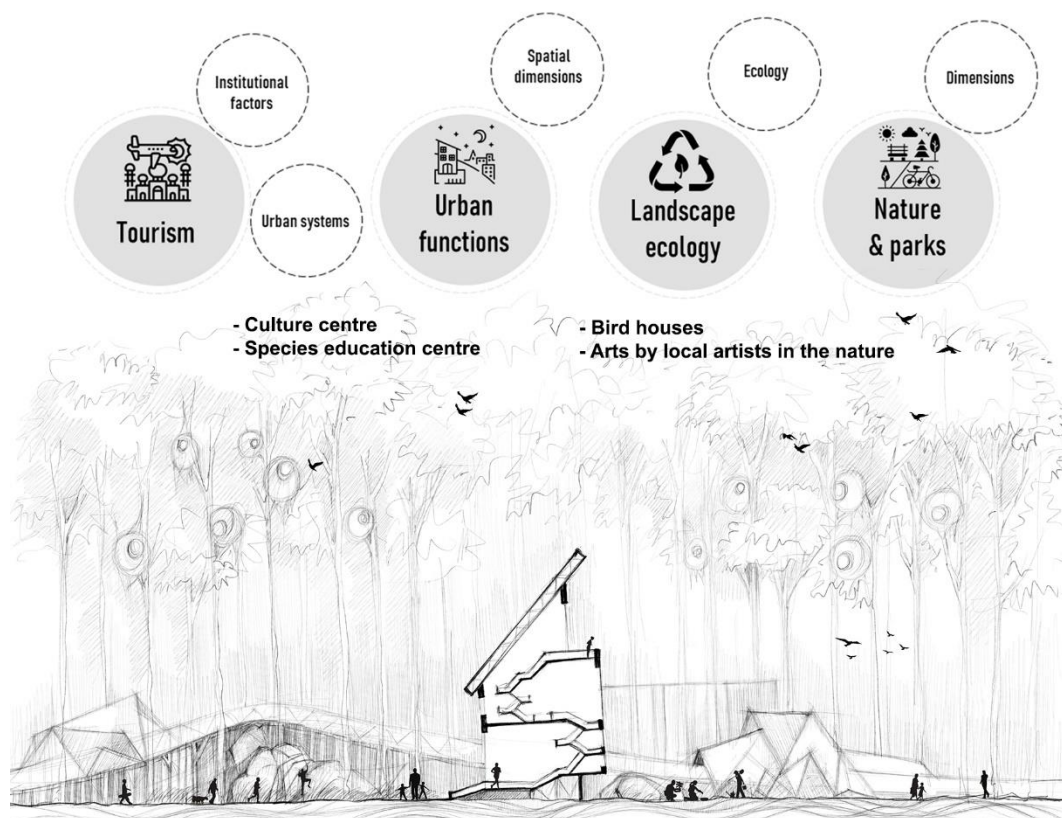 Institutional
factors
Spatial
dimensions
Ecology
Dimensions
Tourism
Urban systems
Urban
functions
Landscape
ecology
Nature
& parks
- Culture centre
- Species education centre
- Bird houses
- Arts by local artists in the nature